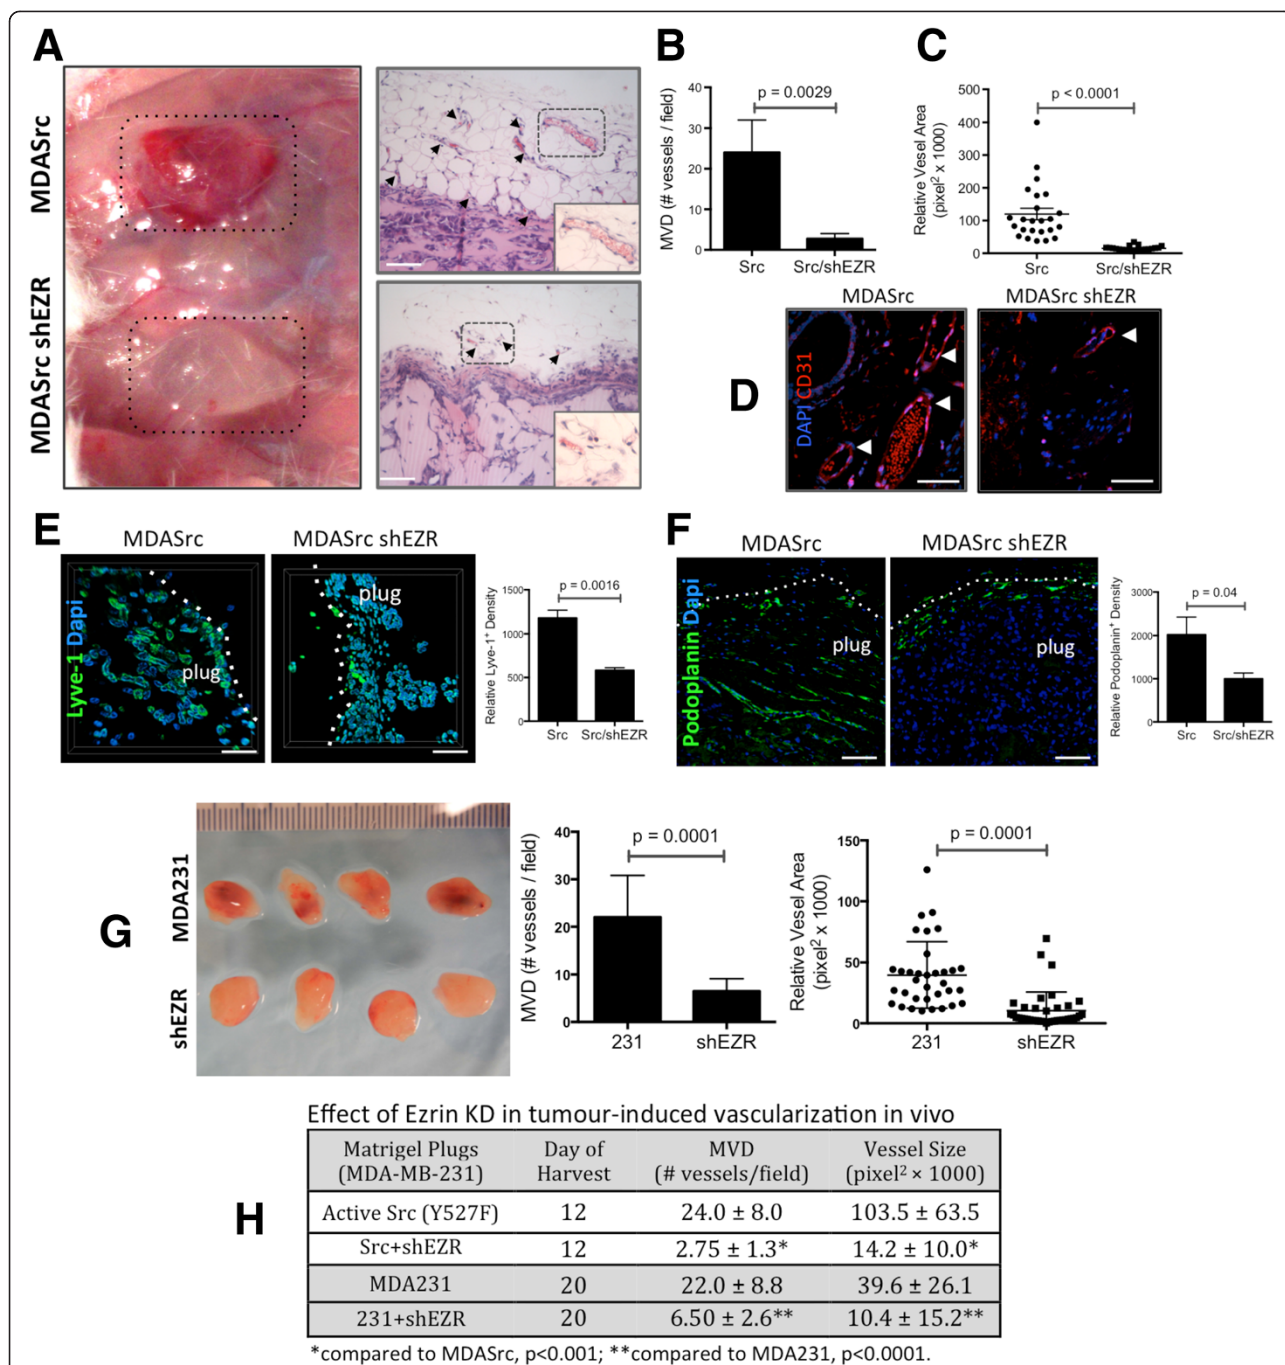 A
MDASrc
MDASrc shEZR
B
p = 0.0029
MVD (# vessels / field)
40
30
20
10
0
Src
Src/shEZR
C
p < 0.0001
Relative Vesel Area
(pixel² x 1000)
500
400
300
200
100
0
Src
Src/shEZR
D
MDASrc
MDASrc shEZR
DAPI CD31
E
MDASrc
MDASrc shEZR
Lyve-1 Dapi
plug
plug
p = 0.0016
Relative Lyve-1⁺ Density
1500
1000
500
0
Src
Src/shEZR
F
MDASrc
MDASrc shEZR
Podoplanin Dapi
plug
plug
p = 0.04
Relative Podoplanin⁺ Density
3000
2000
1000
0
Src
Src/shEZR
G
MDA231
shEZR
p = 0.0001
MVD (# vessels / field)
40
30
20
10
0
231
shEZR
p = 0.0001
Relative Vesel Area
(pixel² x 1000)
150
100
50
0
231
shEZR
H
Effect of Ezrin KD in tumour-induced vascularization in vivo
Matrigel Plugs (MDA-MB-231) Day of Harvest MVD (# vessels/field) Vessel Size (pixel² × 1000)
Active Src (Y527F) 12 24.0 ± 8.0 103.5 ± 63.5
Src+shEZR 12 2.75 ± 1.3* 14.2 ± 10.0*
MDA231 20 22.0 ± 8.8 39.6 ± 26.1
231+shEZR 20 6.50 ± 2.6** 10.4 ± 15.2**
*compared to MDASrc, p<0.001; **compared to MDA231, p<0.0001.